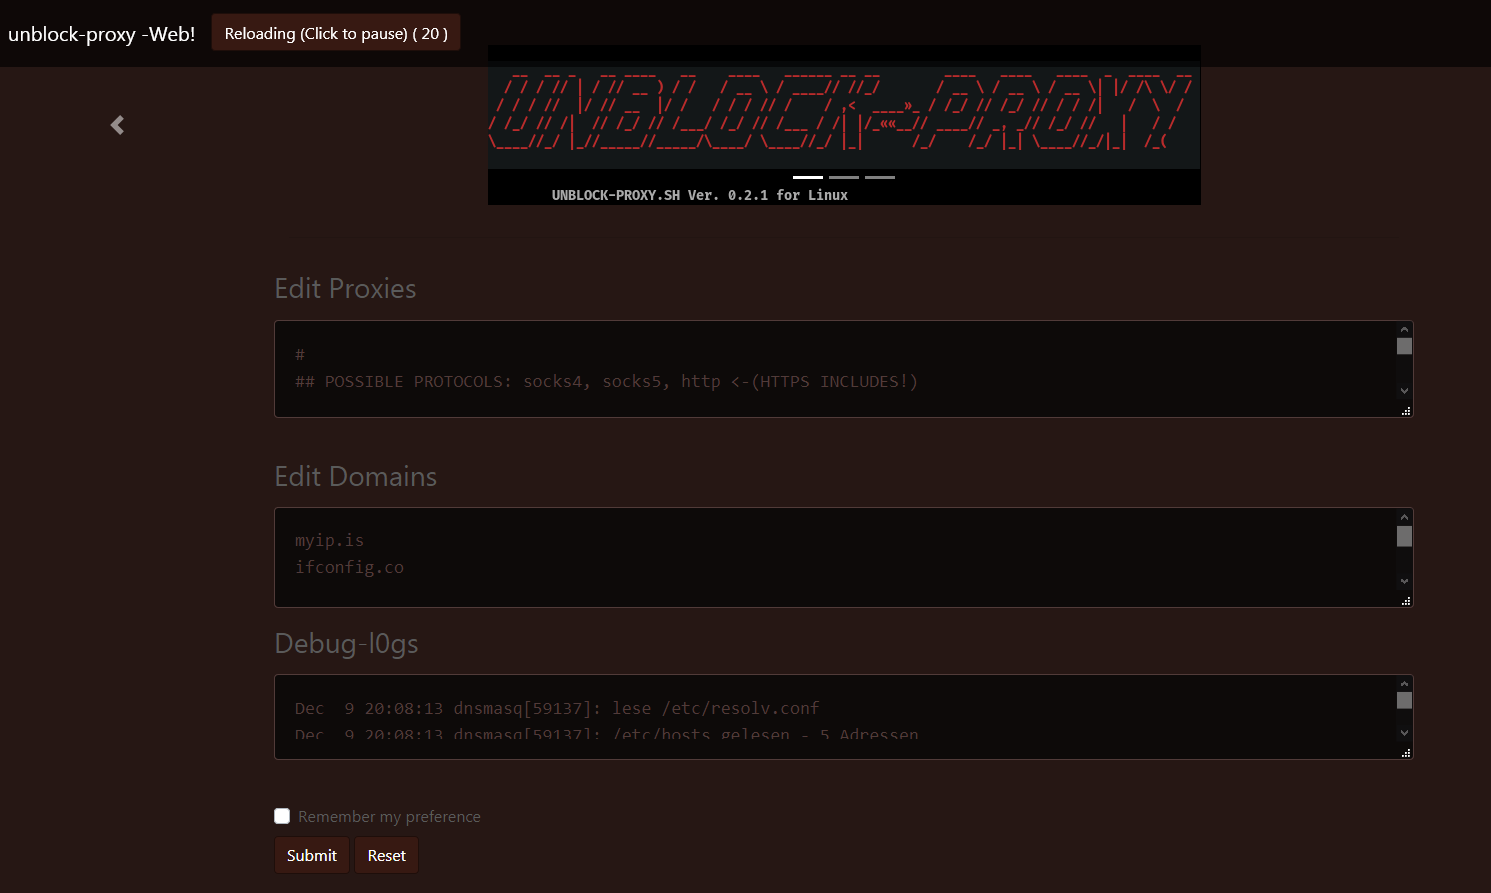 unblock-proxy -Web!
Reloading (Click to pause) ( 20 )
UNBLOCK-PROXY
UNBLOCK-PROXY.SH Ver. 0.2.1 for Linux
Edit Proxies
#
## POSSIBLE PROTOCOLS: socks4, socks5, http <-(HTTPS INCLUDES!)
Edit Domains
myip.is
ifconfig.co
Debug-l0gs
Dec  9 20:08:13 dnsmasq[59137]: lese /etc/resolv.conf
Dec  9 20:08:13 dnsmasq[59137]: /etc/hosts gelesen - 5 Adressen
Remember my preference
Submit
Reset